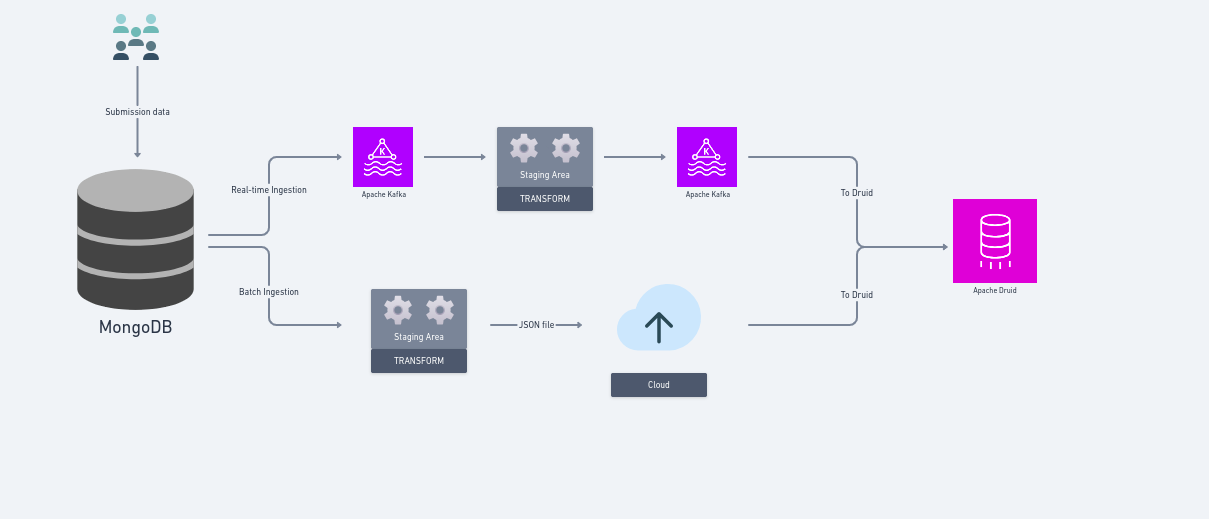 Submission data
MongoDB
Real-time Ingestion
K
Apache Kafka
Staging Area
TRANSFORM
K
Apache Kafka
To Druid
Batch Ingestion
Staging Area
TRANSFORM
JSON file
Cloud
To Druid
Apache Druid